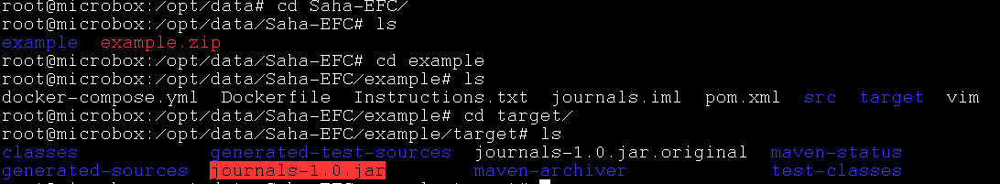 root@microbox:/opt/data# cd Saha-EFC/
root@microbox:/opt/data/Saha-EFC# ls
example  example.zip
root@microbox:/opt/data/Saha-EFC# cd example
root@microbox:/opt/data/Saha-EFC/example# ls
docker-compose.yml  Dockerfile  Instructions.txt  journals.iml  pom.xml  src  target  vim
root@microbox:/opt/data/Saha-EFC/example# cd target/
root@microbox:/opt/data/Saha-EFC/example/target# ls
classes  generated-test-sources  journals-1.0.jar.original  maven-status
generated-sources  journals-1.0.jar  maven-archiver  test-classes